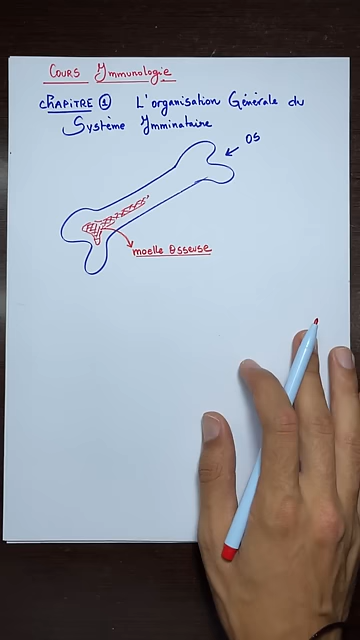 Cours Immunologie
CHAPITRE 1 L'organisation Générale du
Système Imminataire
OS
moelle Osseuse